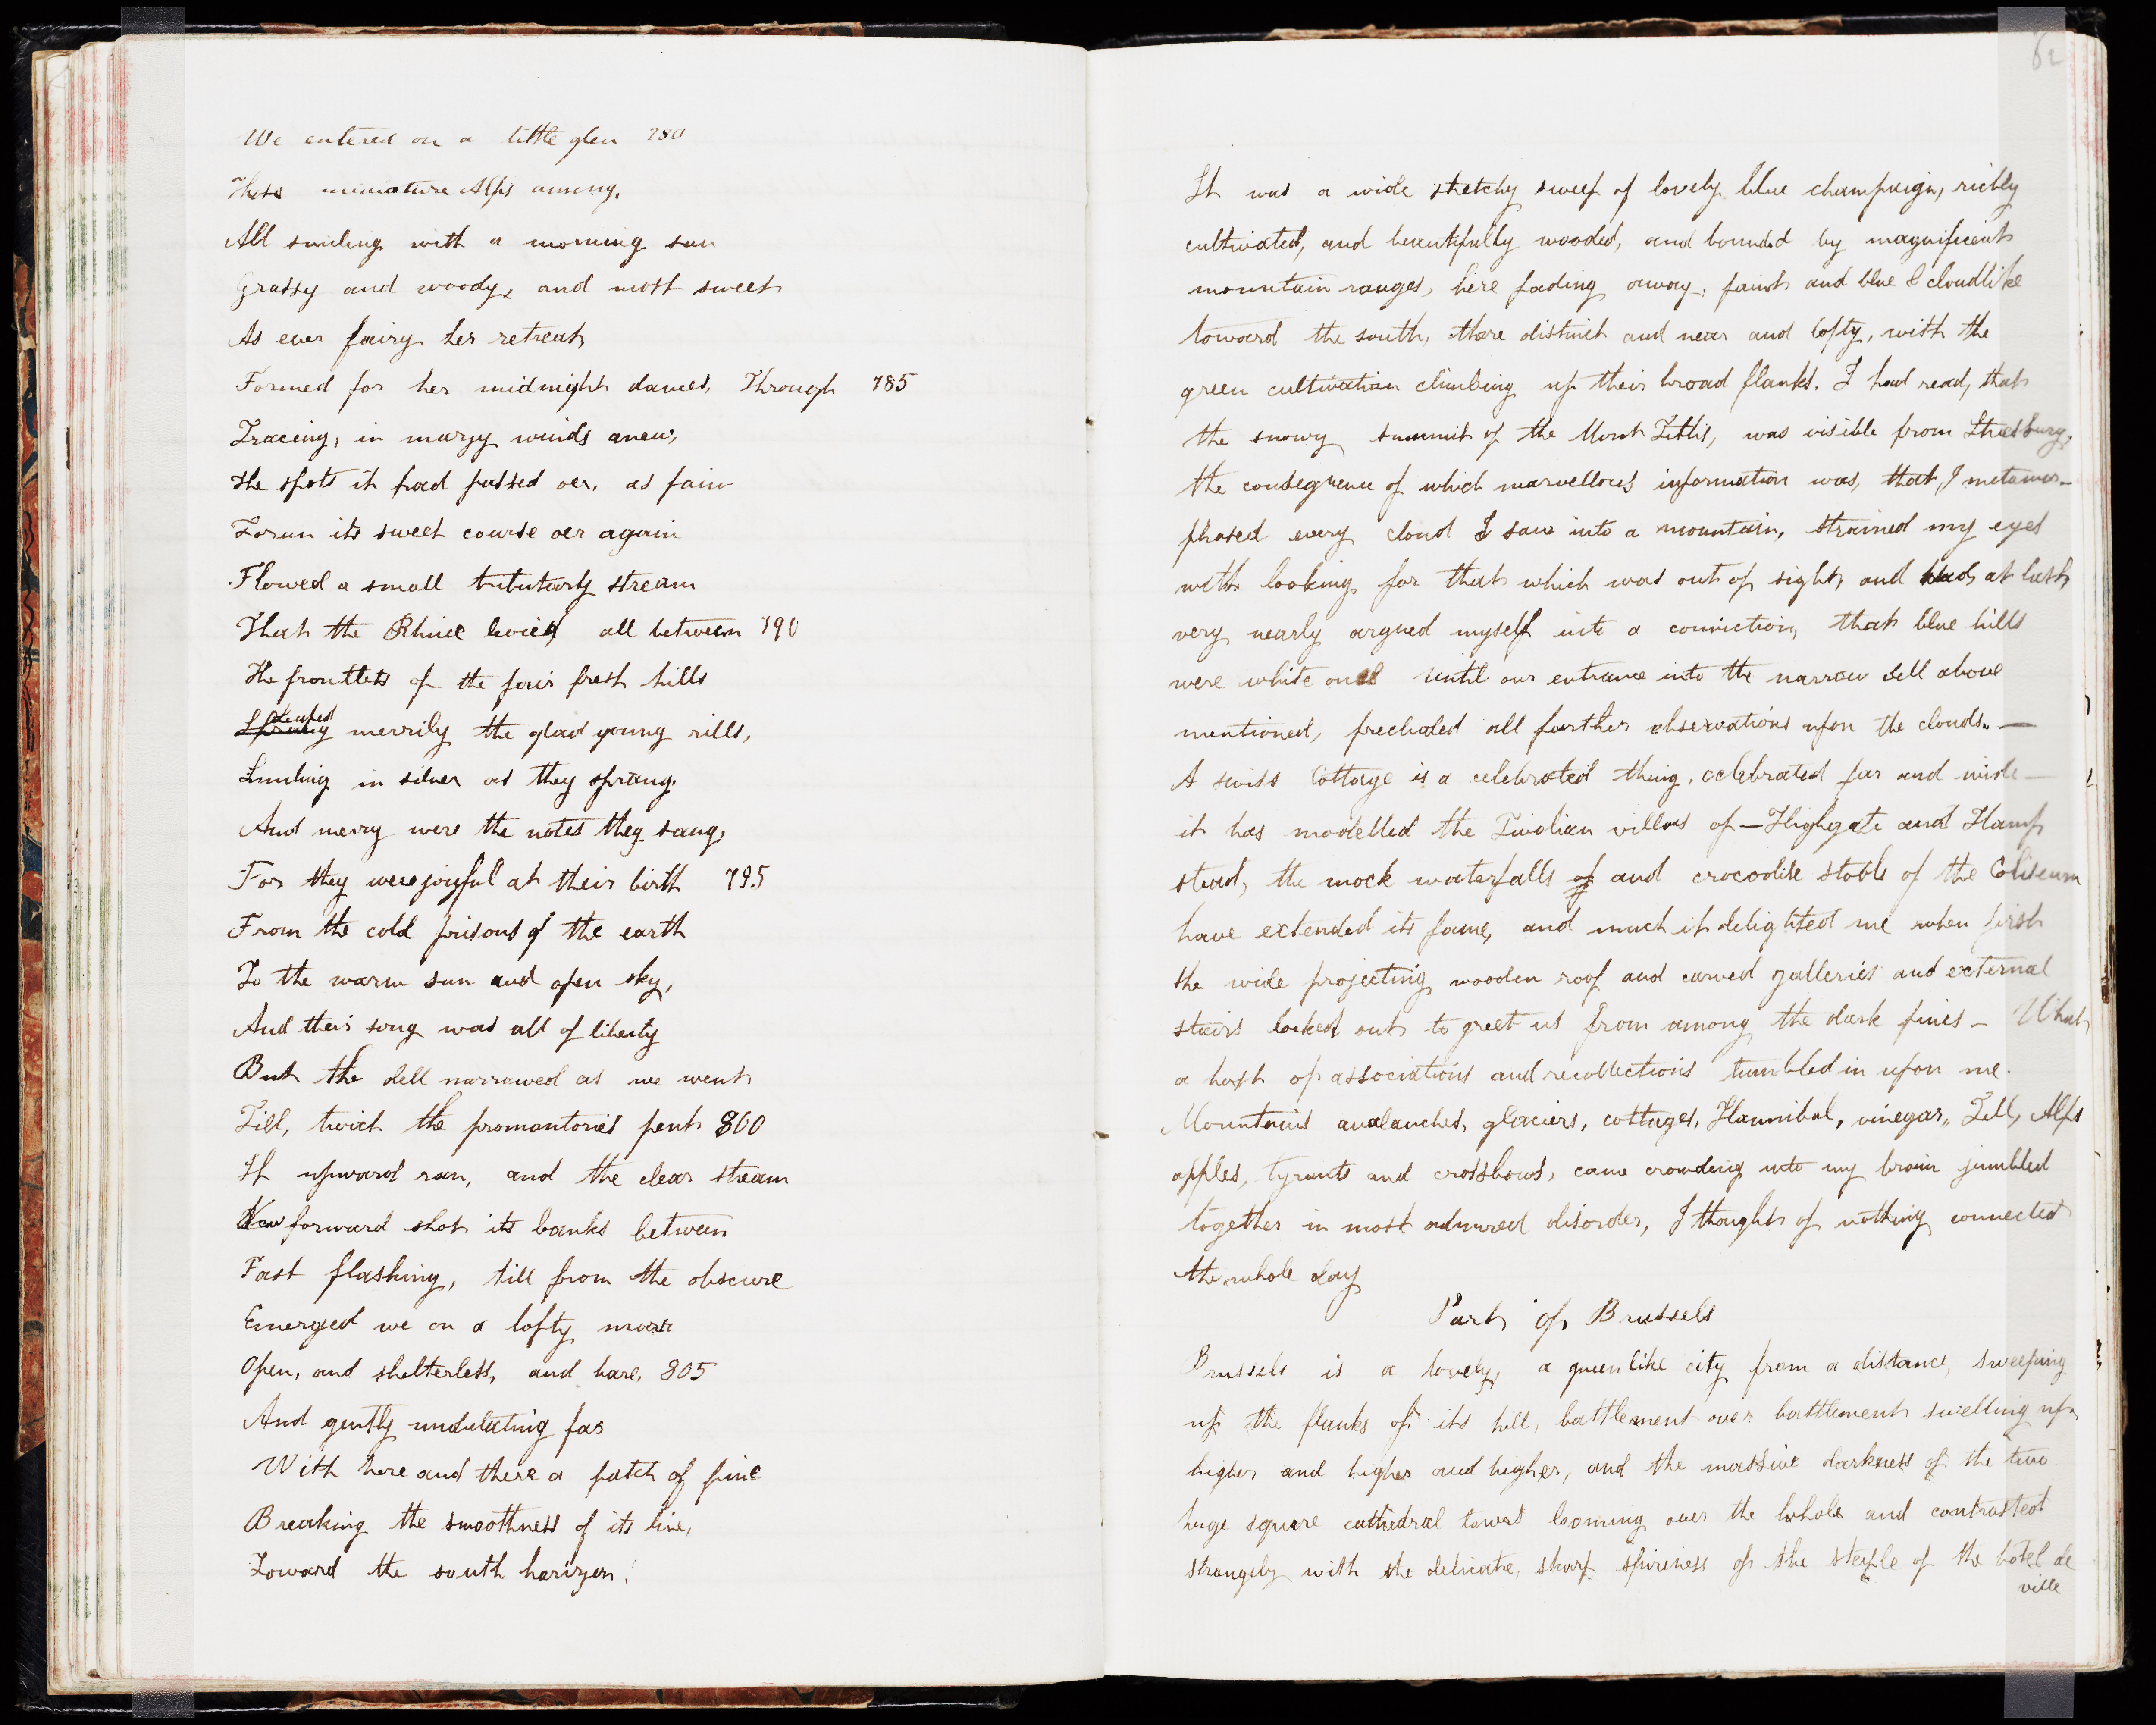 We entered on a little glen 780
These miniature Alps among.
All smiling with a morning sun
Grassy and woody, and most sweet
As ever fairy her retreat
Formed for her midnight dances, Through 785
Tracing, in mazy winds anew,
The spots it had passed oer, as fain
To run its sweet course oer again
Flowed a small tributary stream
That the Rhine loved, all between 790
The frontlets of the fair fresh hills
Leaped
Sprung merrily the glad young rills,
Limbing in silver as they sprang.
And merry were the notes they sang,
For they were joyful at their birth 795
From the cold prisons of the earth
To the warm sun and open sky,
And their song was all of liberty
But the dell narrowed as we went
Till, twixt the promontories pent 800
It upward ran, and the clear stream
Now forward shot its banks between
Fast flashing, till from the obscure
Emerged we on a lofty moor
Open, and shelterless, and bare, 805
And gently undulating far
With here and there a patch of pine
Breaking the smoothness of its line,
Toward the south horizon.
62
It was a wide stretchy sweep of lovely blue champaign, richly
cultivated, and beautifully wooded, and bounded by magnificent
mountain ranges, here fading away, faint and blue & cloudlike
toward the south, there distinct and near and lofty, with the
green cultivation climbing up their broad flanks. I had read, that
the snowy summit of the Mont Titlis, was visible from Strasburg,
the consequence of which marvellous information was, that, I metamor-
phosed every cloud I saw into a mountain, strained my eyes
with looking for that which was out of sight, and had, at last,
very nearly argued myself into a conviction, that blue hills
were white ones until our entrance into the narrow dell above
mentioned, precluded all further observations upon the clouds. —
A swiss Cottage is a celebrated thing, celebrated far and wide —
it has modelled the Tivolian villas of — Highgate and Hamp
stead, the mock waterfalls of and crocodile stabls of the Coliseum
have extended its fame, and much it delighted me when first
the wide projecting wooden roof and carved galleries and external
stairs looked out to greet us from among the dark pines — What
a host of associations and recollections tumbled in upon me.
Mountains avalanches, glaciers, cottages, Hannibal, vinegar,, Tell, Alps
apples, tyrants and crossbows, came crowding into my brain jumbled
together in most admired disorder, I thought of nothing connected
the whole day
Part of Brussels
Brussels is a lovely, a queenlike city from a distance, sweeping
up the flanks of its hill, battlement over battlement swelling up
higher and higher and higher, and the massive darkness of the two
huge square cathedral towers looming over the whole and contrasted
strangely with the delicate, sharp spireness of the steeple of the hotel de
ville